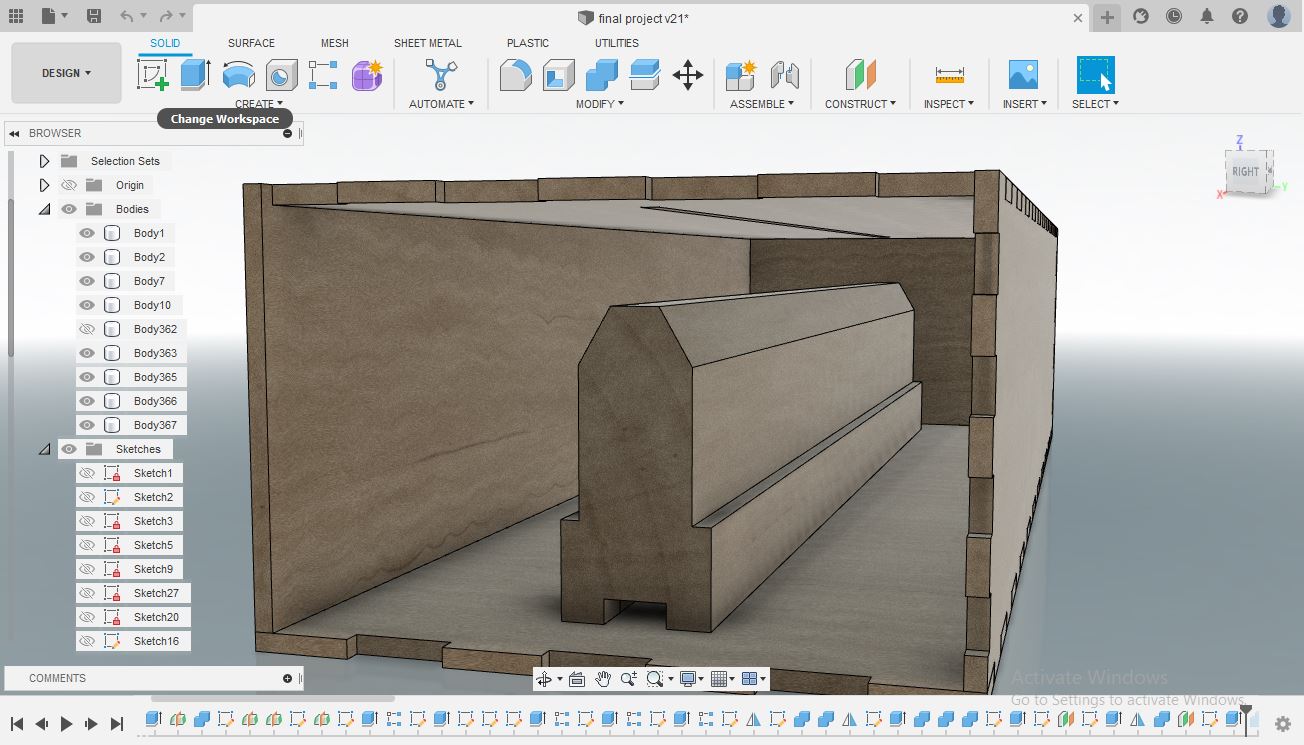 final project v21*
SOLID SURFACE MESH SHEET METAL PLASTIC UTILITIES
DESIGN
CREATE AUTOMATE MODIFY ASSEMBLE CONSTRUCT INSPECT INSERT SELECT
Change Workspace
BROWSER
Selection Sets
Origin
Bodies
Body1
Body2
Body7
Body10
Body362
Body363
Body365
Body366
Body367
Sketches
Sketch1
Sketch2
Sketch3
Sketch5
Sketch9
Sketch27
Sketch20
Sketch16
Z
RIGHT
X
Y
COMMENTS
Activate Windows
Go to Settings to activate Windows.